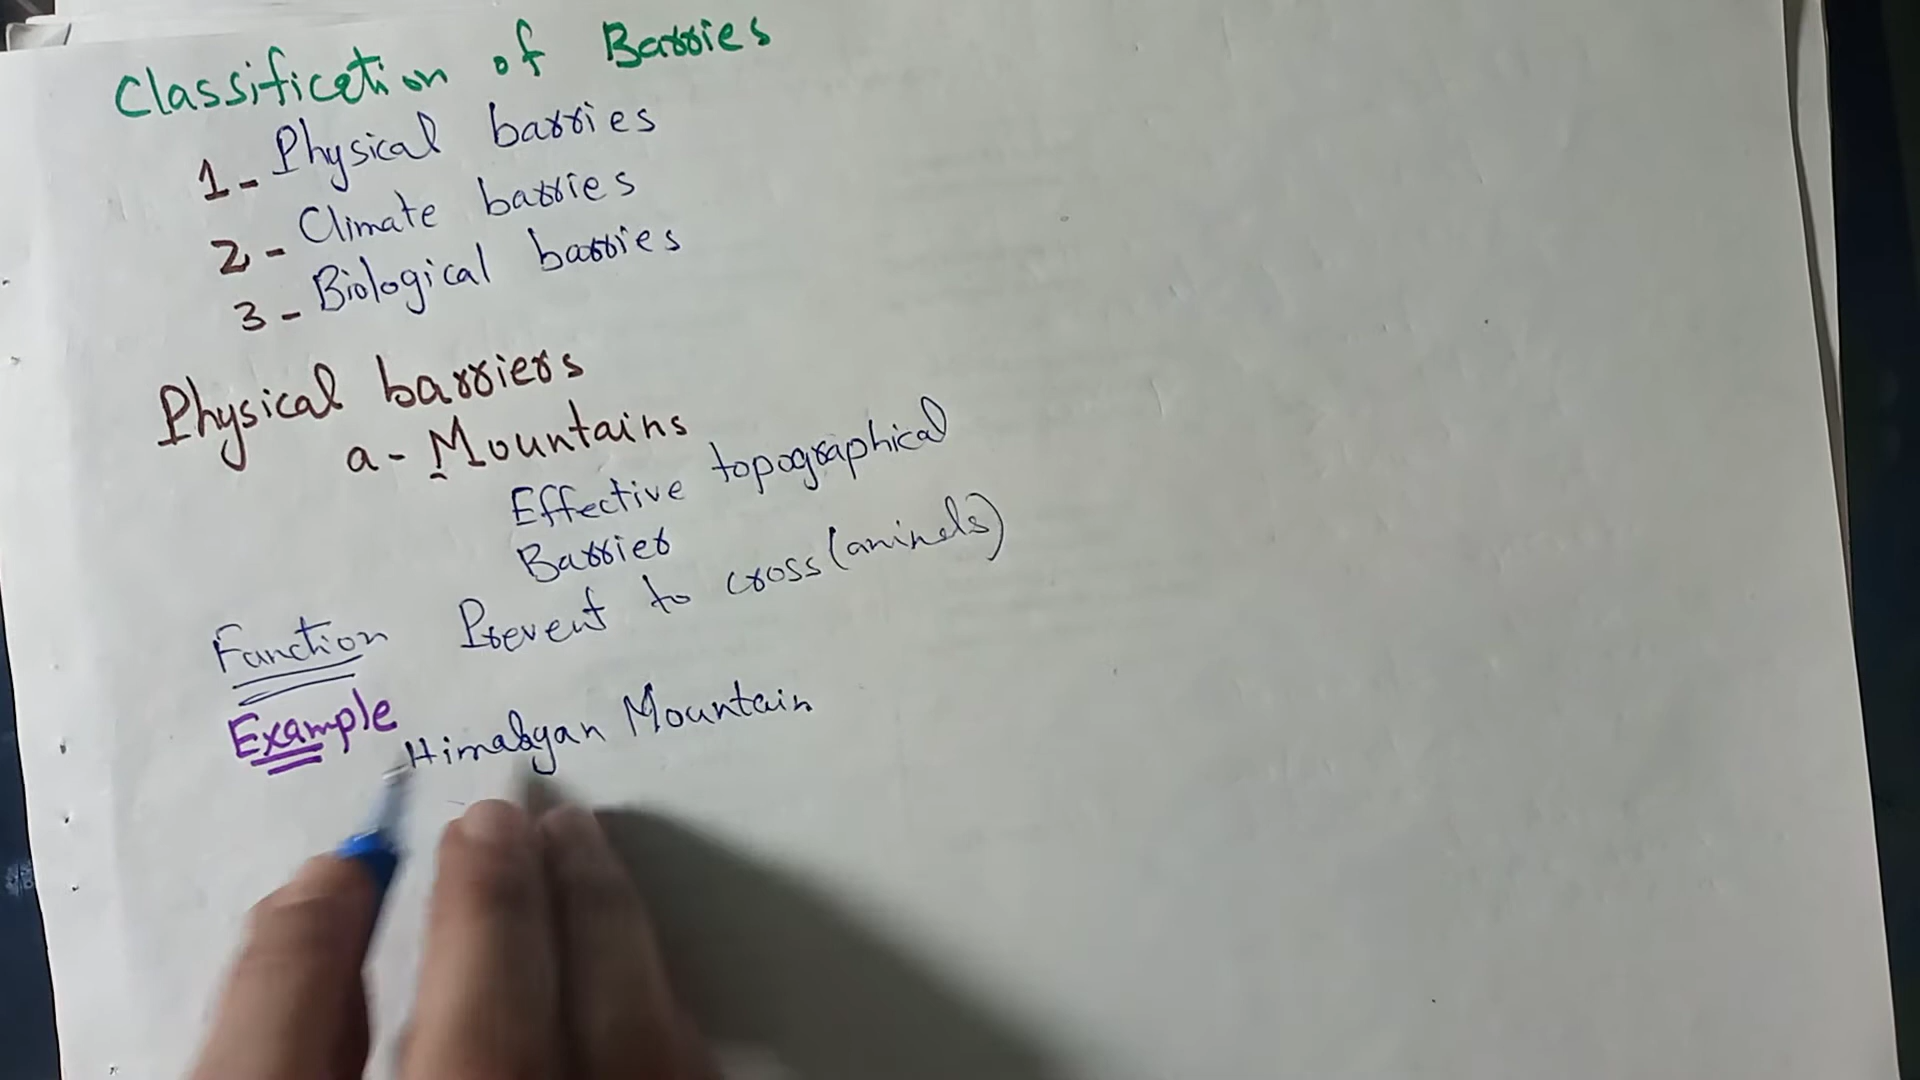 Classification of Barries
1- Physical barries
2- Climate barries
3- Biological barries
Physical barriers
a- Mountains
Effective topographical
Barrier
Function Prevent to cross (aninels)
Example Himalayan Mountain